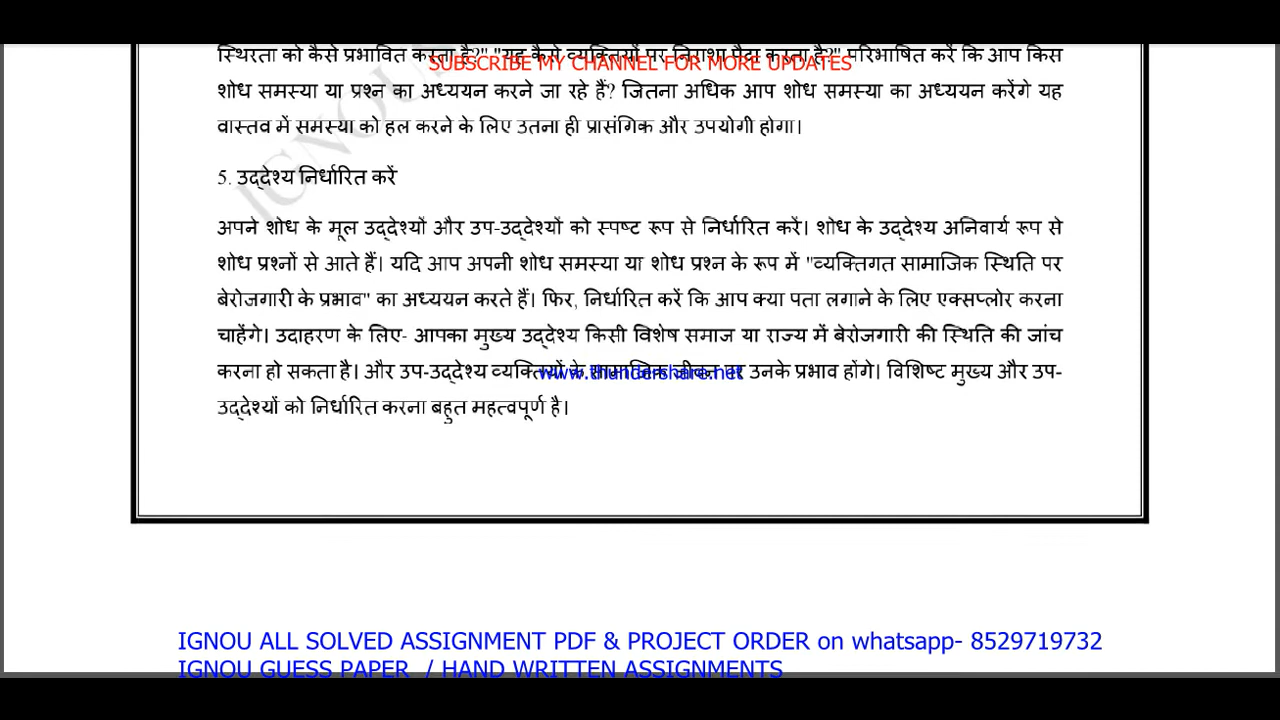 स्थिरता को कैसे प्रभावित करता है?" "यह कैसे व्यक्तियों पर निराशा पैदा करता है?" परिभाषित करें कि आप किस
SUBSCRIBE MY CHANNEL FOR MORE UPDATES
शोध समस्या या प्रश्न का अध्ययन करने जा रहे हैं? जितना अधिक आप शोध समस्या का अध्ययन करेंगे यह
वास्तव में समस्या को हल करने के लिए उतना ही प्रासंगिक और उपयोगी होगा।
IGNOU
5. उद्देश्य निर्धारित करें
अपने शोध के मूल उद्देश्यों और उप-उद्देश्यों को स्पष्ट रूप से निर्धारित करें। शोध के उद्देश्य अनिवार्य रूप से
शोध प्रश्नों से आते हैं। यदि आप अपनी शोध समस्या या शोध प्रश्न के रूप में "व्यक्तिगत सामाजिक स्थिति पर
बेरोजगारी के प्रभाव" का अध्ययन करते हैं। फिर, निर्धारित करें कि आप क्या पता लगाने के लिए एक्सप्लोर करना
चाहेंगे। उदाहरण के लिए- आपका मुख्य उद्देश्य किसी विशेष समाज या राज्य में बेरोजगारी की स्थिति की जांच
करना हो सकता है। और उप-उद्देश्य व्यक्तियों के सामाजिक जीवन पर उनके प्रभाव होंगे। विशिष्ट मुख्य और उप-
www.thundershare.net
उद्देश्यों को निर्धारित करना बहुत महत्वपूर्ण है।
IGNOU ALL SOLVED ASSIGNMENT PDF & PROJECT ORDER on whatsapp- 8529719732
IGNOU GUESS PAPER / HAND WRITTEN ASSIGNMENTS